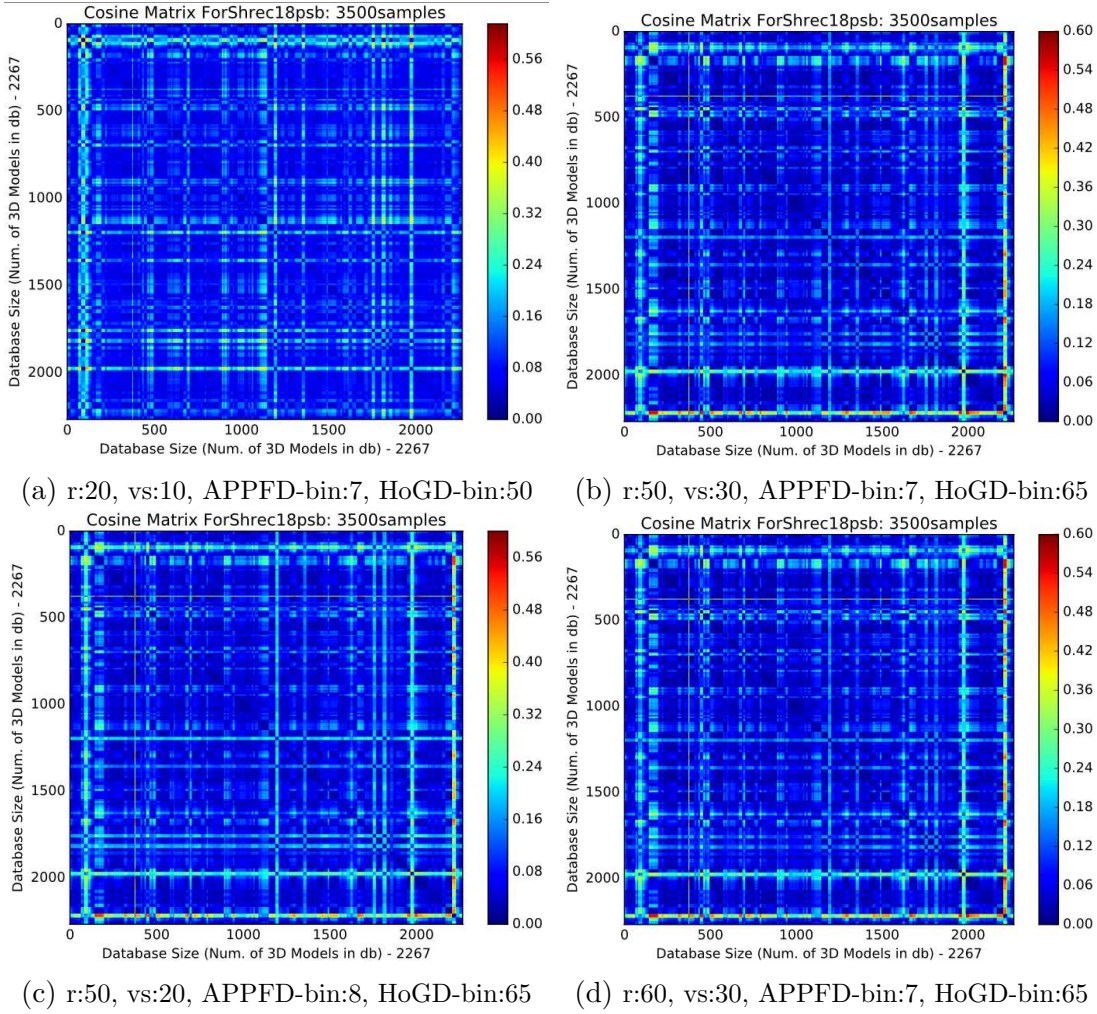 Cosine Matrix ForShrec18psb: 3500samples
0
500
1000
1500
2000
Database Size (Num. of 3D Models in db) - 2267
0 500 1000 1500 2000
Database Size (Num. of 3D Models in db) - 2267
0.56
0.48
0.40
0.32
0.24
0.16
0.08
0.00
(a) r:20, vs:10, APPFD-bin:7, HoGD-bin:50
Cosine Matrix ForShrec18psb: 3500samples
0
500
1000
1500
2000
Database Size (Num. of 3D Models in db) - 2267
0 500 1000 1500 2000
Database Size (Num. of 3D Models in db) - 2267
0.60
0.54
0.48
0.42
0.36
0.30
0.24
0.18
0.12
0.06
0.00
(b) r:50, vs:30, APPFD-bin:7, HoGD-bin:65
Cosine Matrix ForShrec18psb: 3500samples
0
500
1000
1500
2000
Database Size (Num. of 3D Models in db) - 2267
0 500 1000 1500 2000
Database Size (Num. of 3D Models in db) - 2267
0.56
0.48
0.40
0.32
0.24
0.16
0.08
0.00
(c) r:50, vs:20, APPFD-bin:8, HoGD-bin:65
Cosine Matrix ForShrec18psb: 3500samples
0
500
1000
1500
2000
Database Size (Num. of 3D Models in db) - 2267
0 500 1000 1500 2000
Database Size (Num. of 3D Models in db) - 2267
0.60
0.54
0.48
0.42
0.36
0.30
0.24
0.18
0.12
0.06
0.00
(d) r:60, vs:30, APPFD-bin:7, HoGD-bin:65